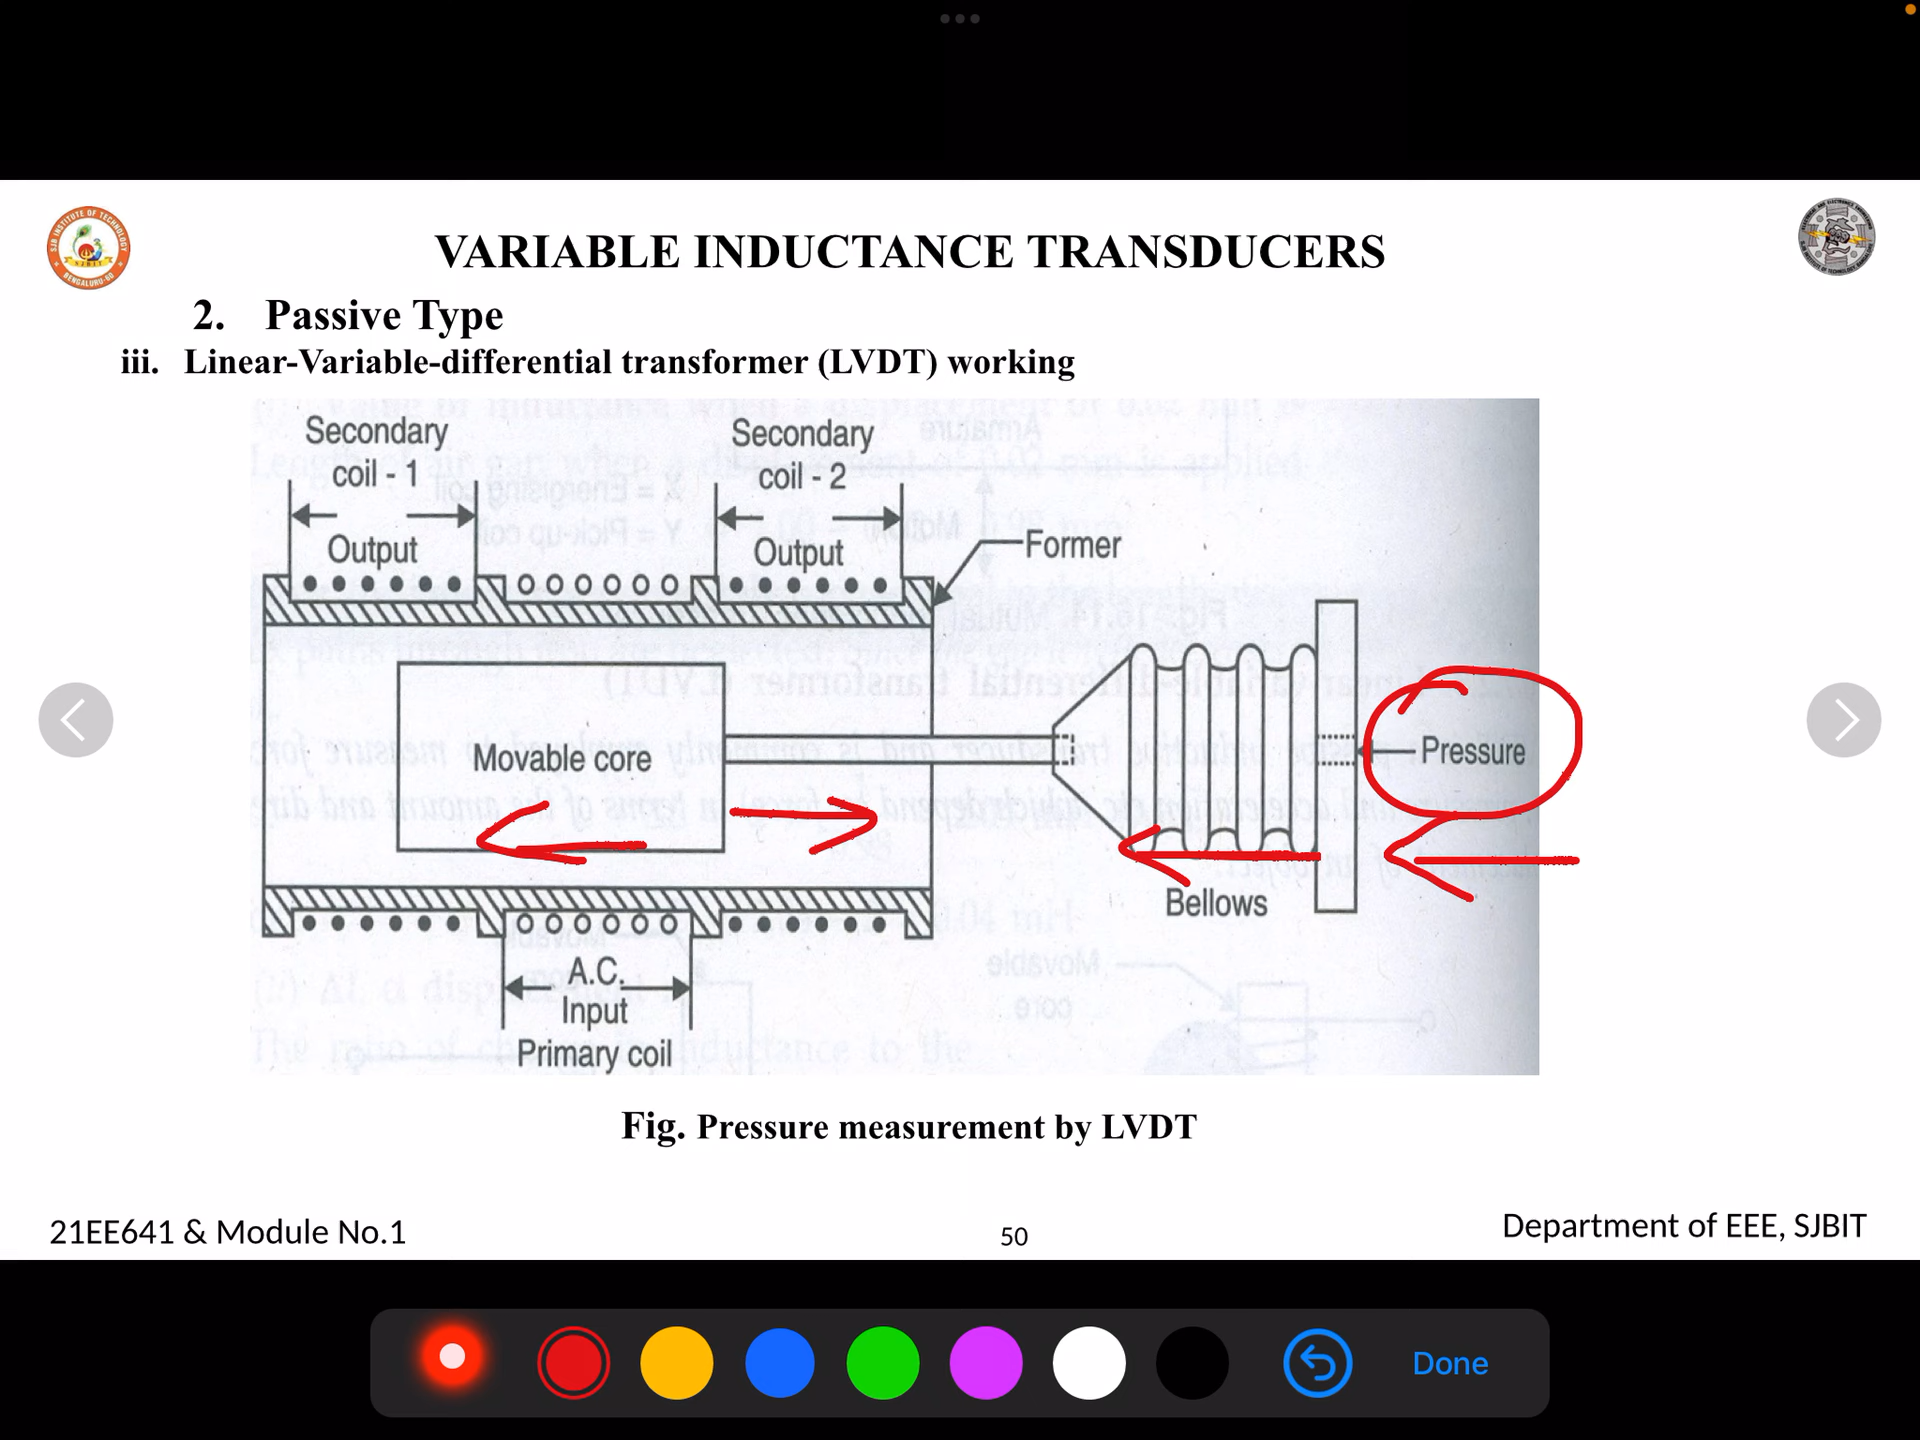 VARIABLE INDUCTANCE TRANSDUCERS
2. Passive Type
iii. Linear-Variable-differential transformer (LVDT) working
Secondary
coil - 1
Output
Secondary
coil - 2
Output
Former
Movable core
Pressure
Bellows
A.C.
Input
Primary coil
Fig. Pressure measurement by LVDT
21EE641 & Module No.1
50
Department of EEE, SJBIT
Done